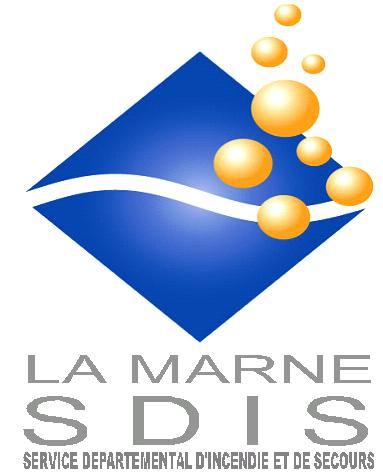 LA MARNE
SDIS
SERVICE DEPARTEMENTAL D'INCENDIE ET DE SECOURS